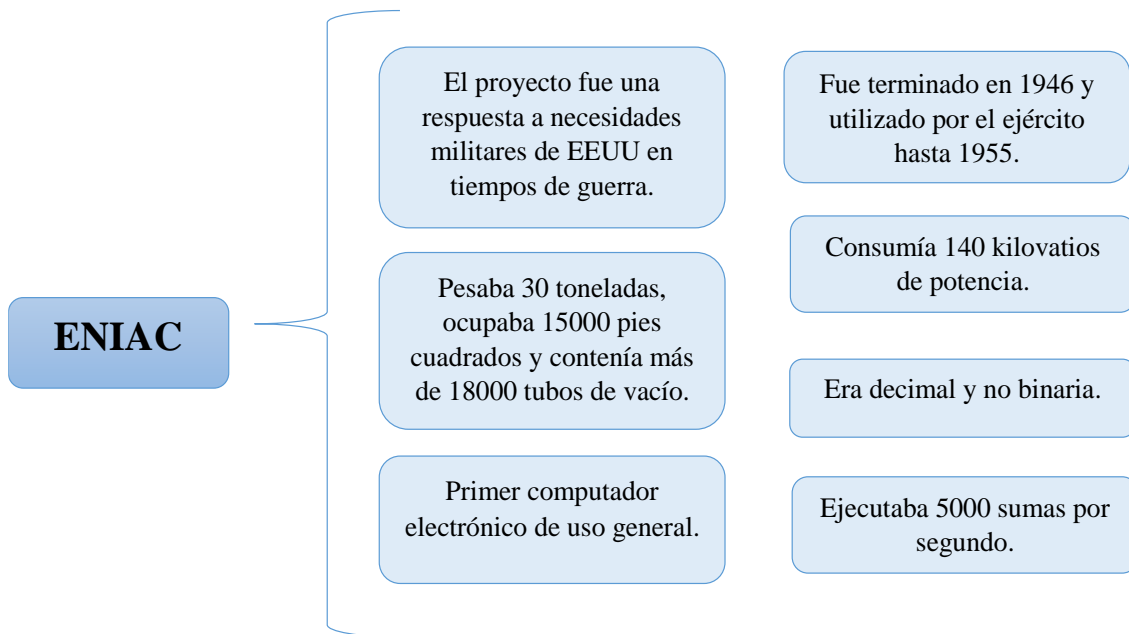 ENIAC
El proyecto fue una
respuesta a necesidades
militares de EEUU en
tiempos de guerra.
Pesaba 30 toneladas,
ocupaba 15000 pies
cuadrados y contenía más
de 18000 tubos de vacío.
Primer computador
electrónico de uso general.
Fue terminado en 1946 y
utilizado por el ejército
hasta 1955.
Consumía 140 kilovatios
de potencia.
Era decimal y no binaria.
Ejecutaba 5000 sumas por
segundo.